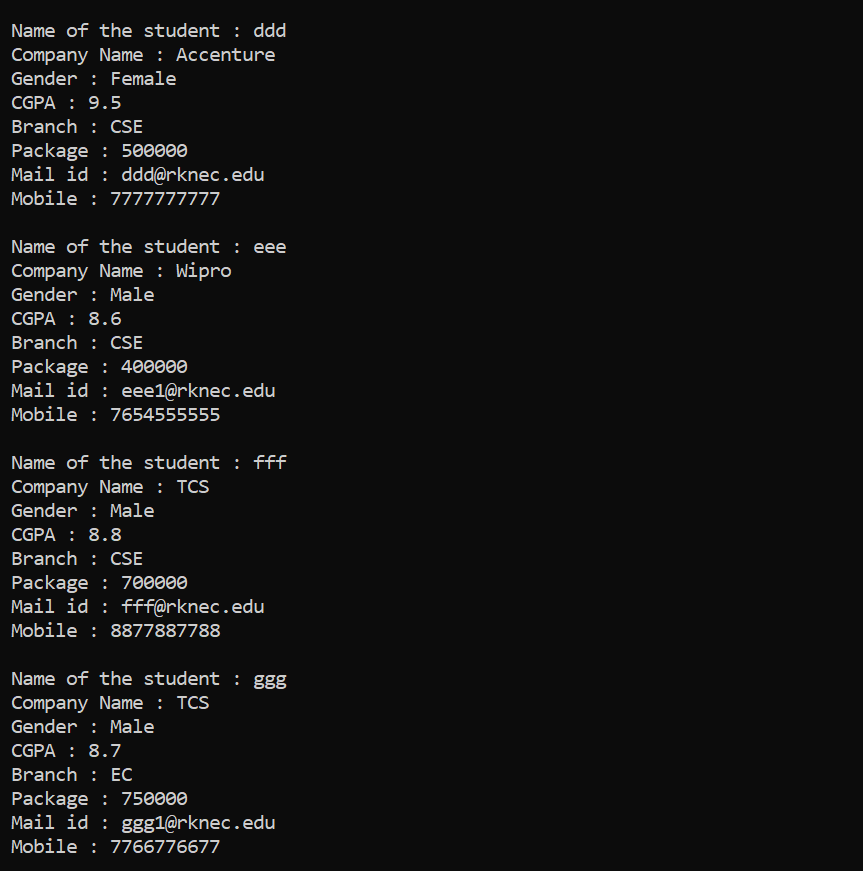 Name of the student : ddd
Company Name : Accenture
Gender : Female
CGPA : 9.5
Branch : CSE
Package : 500000
Mail id : ddd@rknec.edu
Mobile : 7777777777
Name of the student : eee
Company Name : Wipro
Gender : Male
CGPA : 8.6
Branch : CSE
Package : 400000
Mail id : eee1@rknec.edu
Mobile : 7654555555
Name of the student : fff
Company Name : TCS
Gender : Male
CGPA : 8.8
Branch : CSE
Package : 700000
Mail id : fff@rknec.edu
Mobile : 8877887788
Name of the student : ggg
Company Name : TCS
Gender : Male
CGPA : 8.7
Branch : EC
Package : 750000
Mail id : ggg1@rknec.edu
Mobile : 7766776677